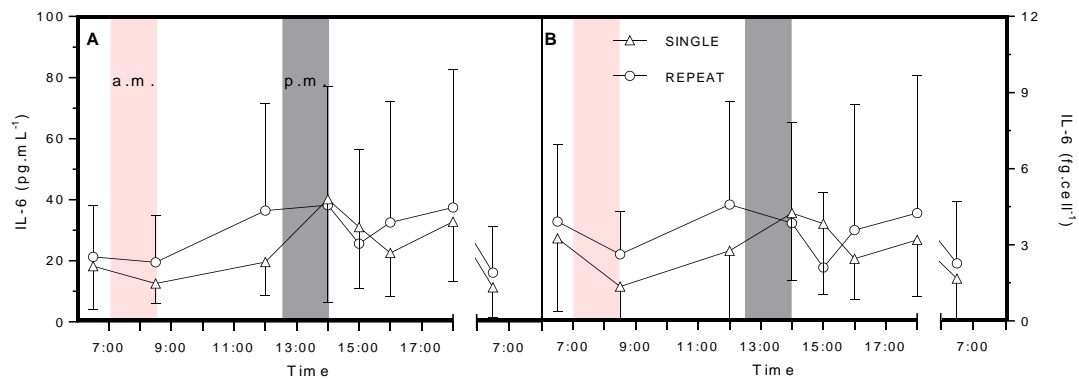 100
80
60
40
20
0
IL-6 (pg.mL-1)
A
a.m.
p.m.
7:00 9:00 11:00 13:00 15:00 17:00 7:00
Time
B
SINGLE
REPEAT
7:00 9:00 11:00 13:00 15:00 17:00 7:00
Time
12
9
6
3
0
IL-6 (fg.cell-1)